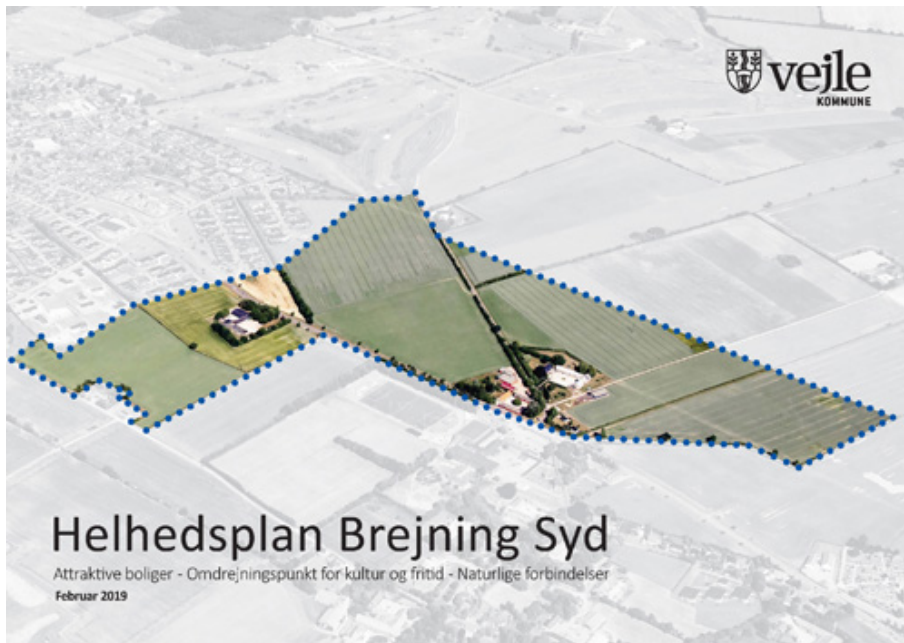 vejle
KOMMUNE
Helhedsplan Brejning Syd
Attraktive boliger - Omdrejningspunkt for kultur og fritid - Naturlige forbindelser
Februar 2019